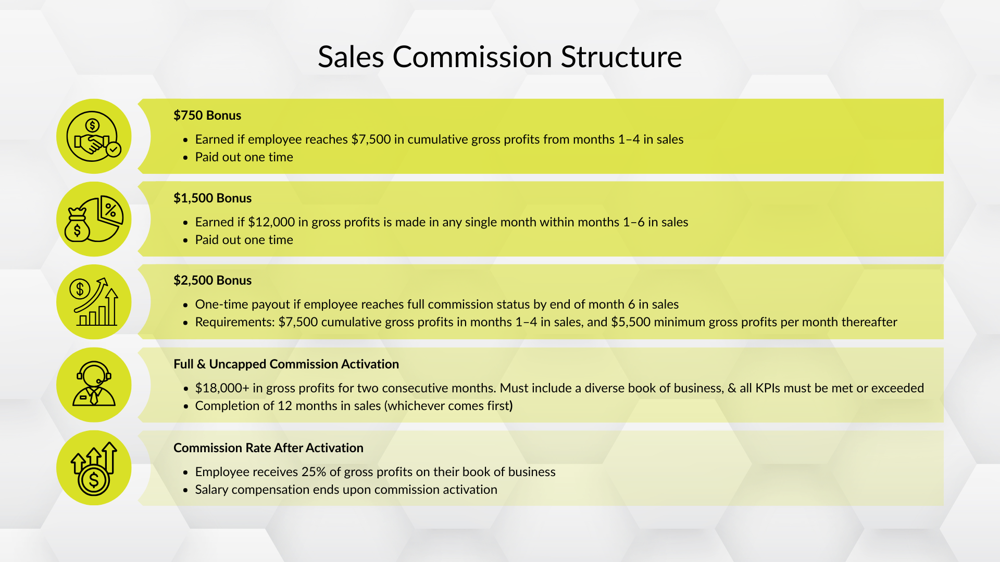 Sales Commission Structure
$750 Bonus
• Earned if employee reaches $7,500 in cumulative gross profits from months 1–4 in sales
• Paid out one time
$1,500 Bonus
• Earned if $12,000 in gross profits is made in any single month within months 1–6 in sales
• Paid out one time
$2,500 Bonus
• One-time payout if employee reaches full commission status by end of month 6 in sales
• Requirements: $7,500 cumulative gross profits in months 1–4 in sales, and $5,500 minimum gross profits per month thereafter
Full & Uncapped Commission Activation
• $18,000+ in gross profits for two consecutive months. Must include a diverse book of business, & all KPIs must be met or exceeded
• Completion of 12 months in sales (whichever comes first)
Commission Rate After Activation
• Employee receives 25% of gross profits on their book of business
• Salary compensation ends upon commission activation